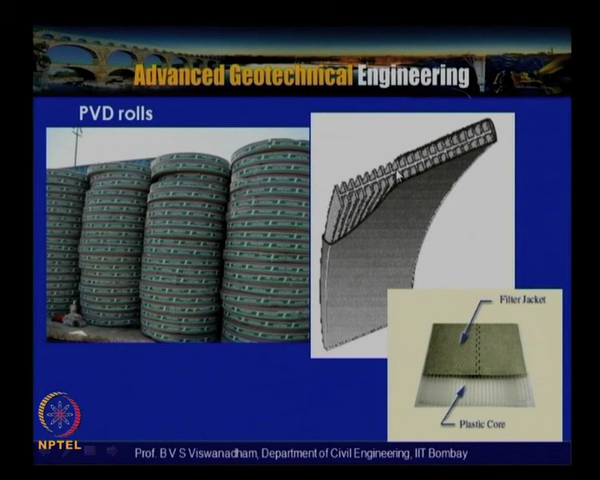 Advanced Geotechnical Engineering
PVD rolls
Filter Jacket
Plastic Core
NPTEL
Prof. B V S Viswanadham, Department of Civil Engineering, IIT Bombay